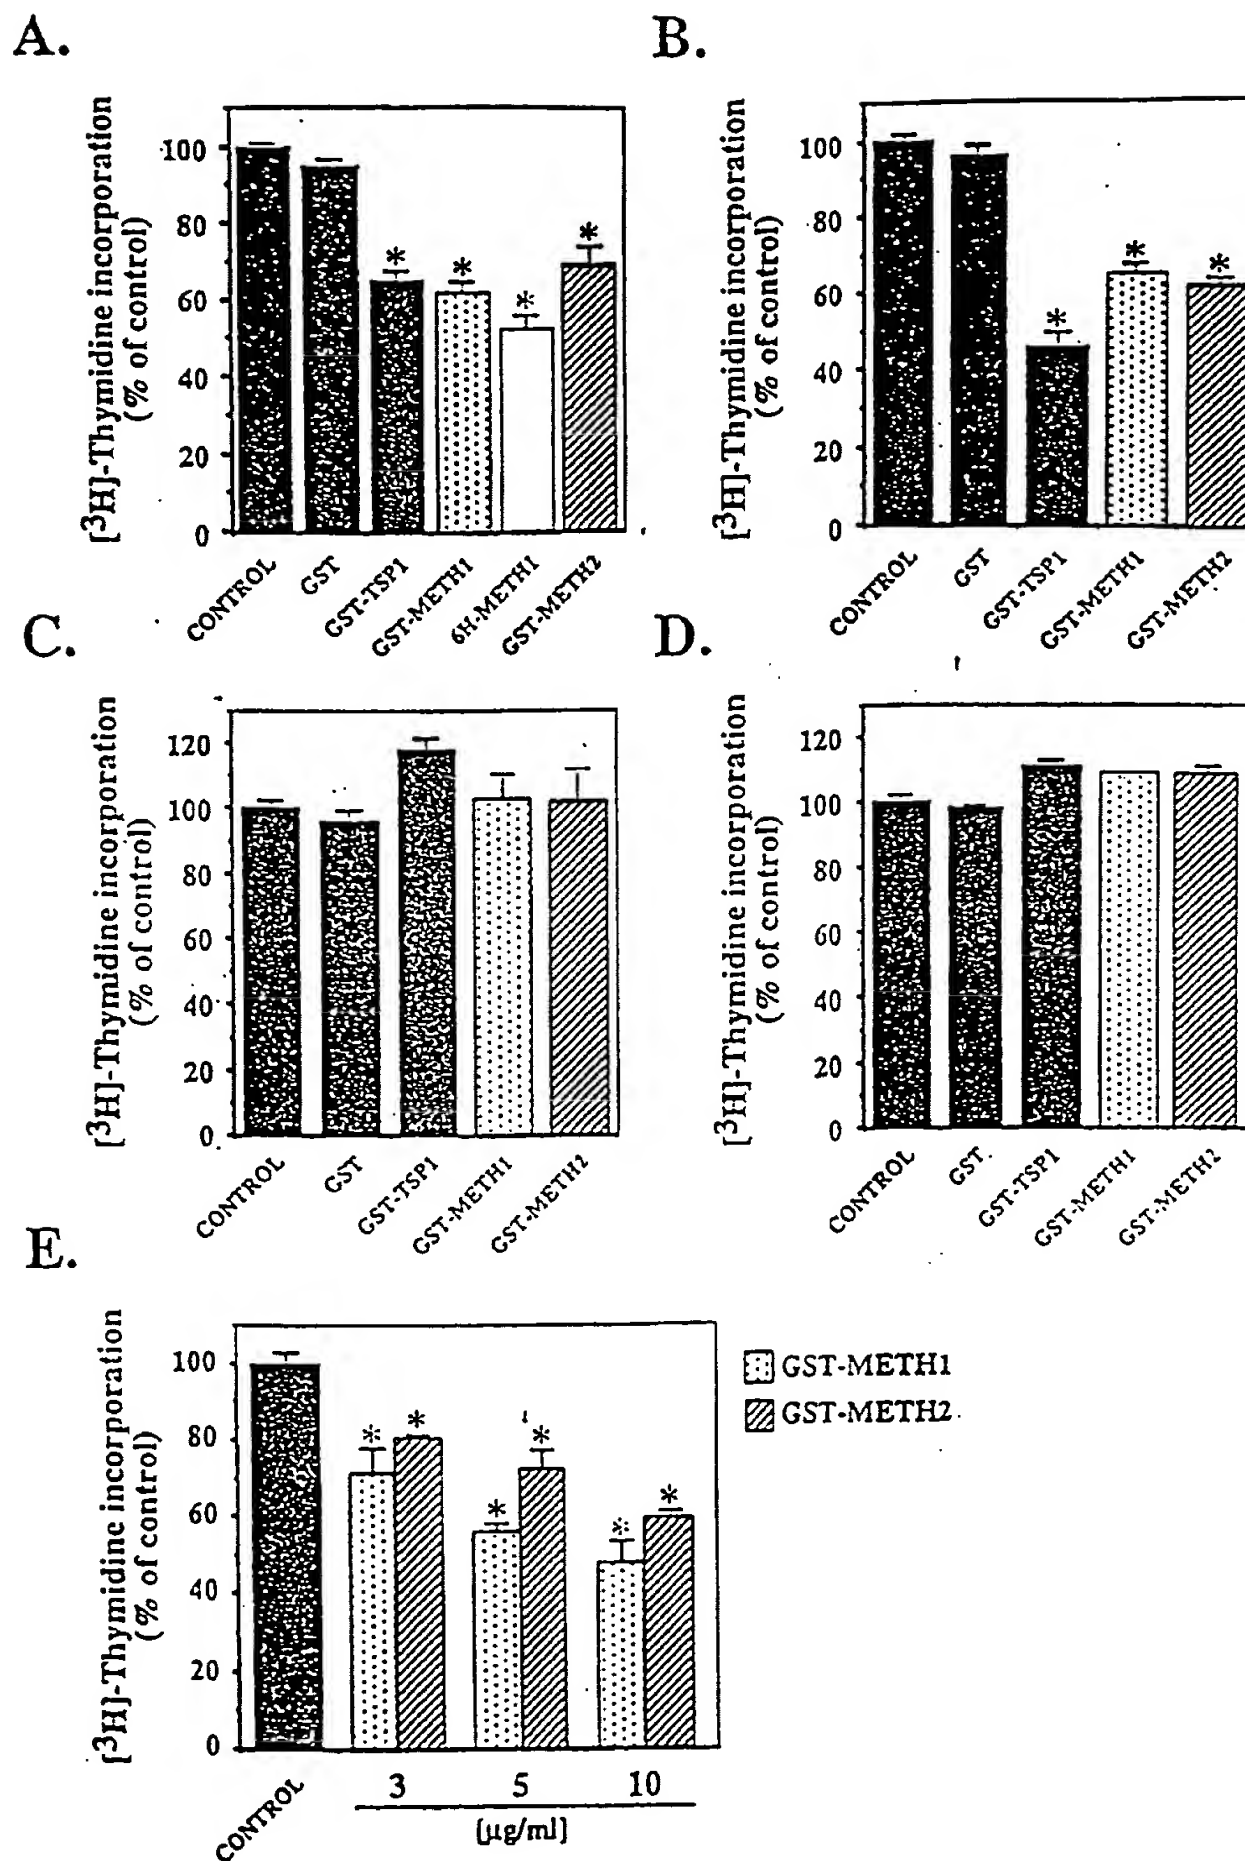 A.
[³H]-Thymidine incorporation
(% of control)
100
80
60
40
20
0
*
*
*
*
CONTROL
GST
GST-TSP1
GST-METH1
6H-METH1
GST-METH2
B.
[³H]-Thymidine incorporation
(% of control)
100
80
60
40
20
0
*
*
*
CONTROL
GST
GST-TSP1
GST-METH1
GST-METH2
C.
[³H]-Thymidine incorporation
(% of control)
120
100
80
60
40
20
0
CONTROL
GST
GST-TSP1
GST-METH1
GST-METH2
D.
[³H]-Thymidine incorporation
(% of control)
120
100
80
60
40
20
0
CONTROL
GST
GST-TSP1
GST-METH1
GST-METH2
E.
[³H]-Thymidine incorporation
(% of control)
100
80
60
40
20
0
* *
* *
* *
CONTROL
3 5 10
[µg/ml]
GST-METH1
GST-METH2